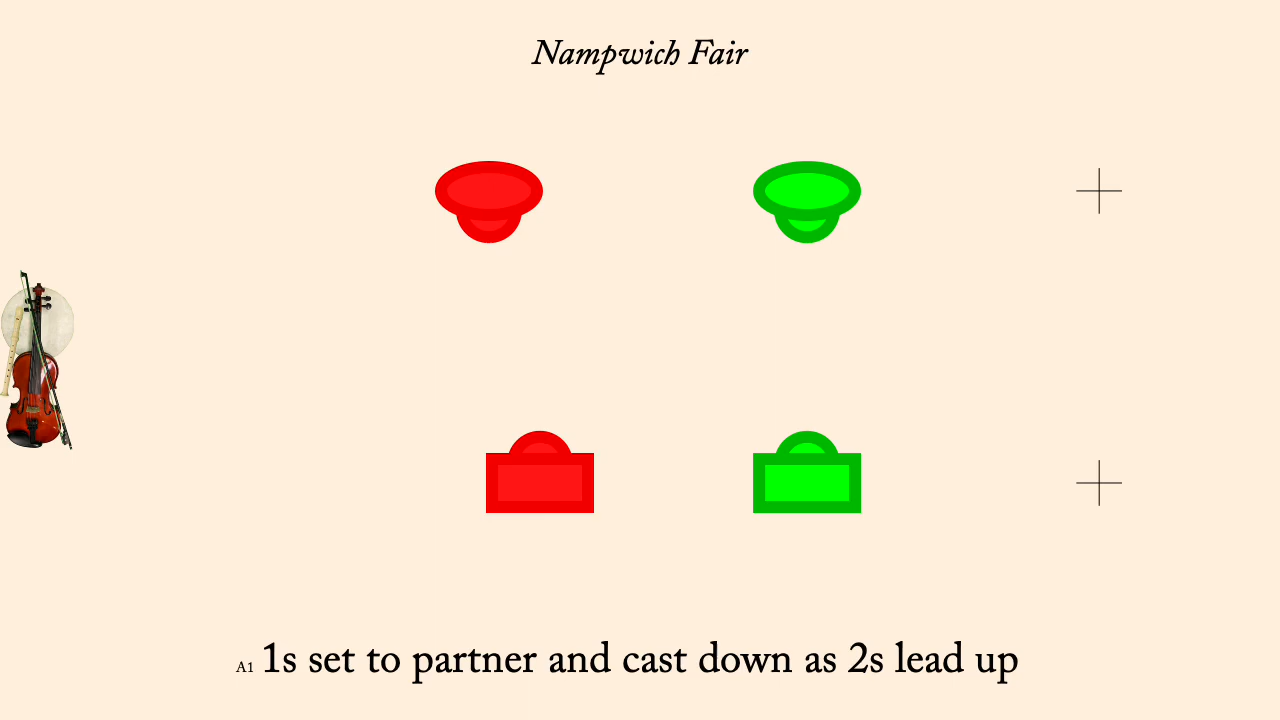 Nampwich Fair
A1 1s set to partner and cast down as 2s lead up